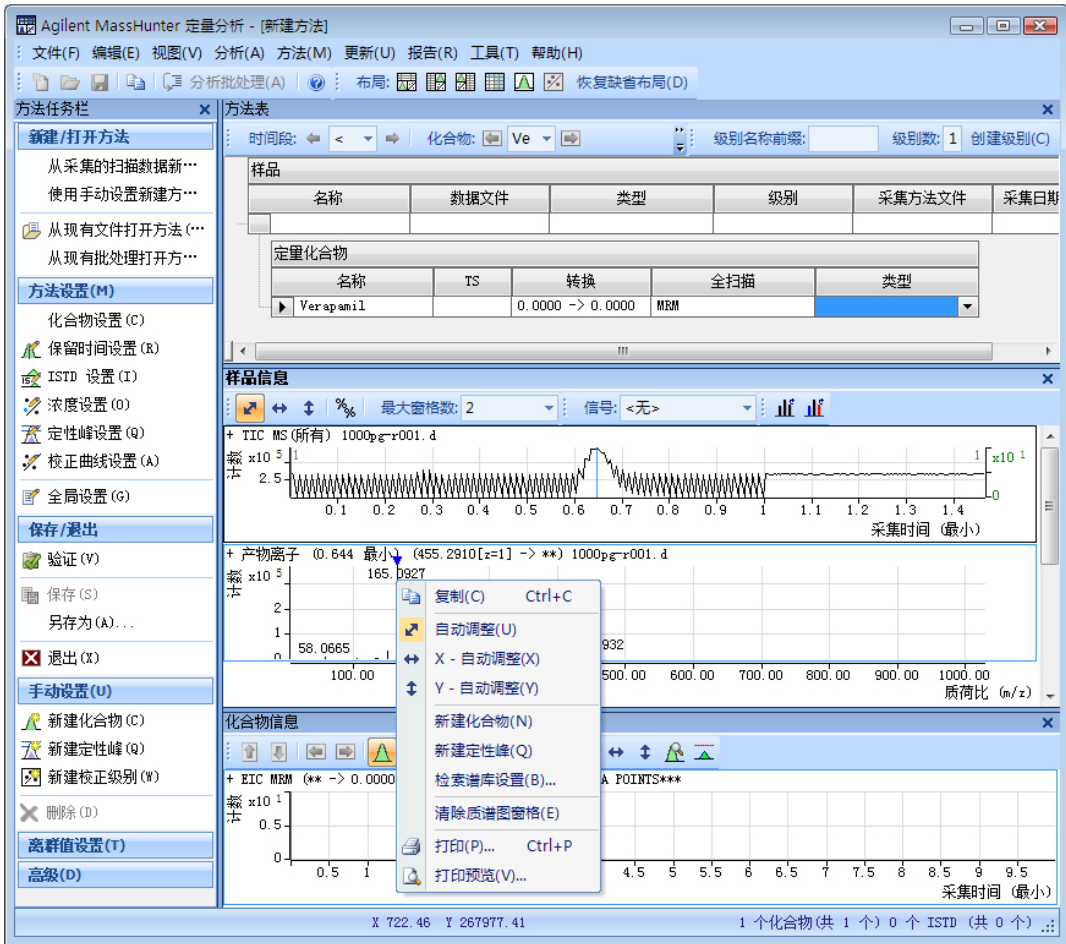 Agilent MassHunter 定量分析 - [新建方法]
文件(F) 编辑(E) 视图(V) 分析(A) 方法(M) 更新(U) 报告(R) 工具(T) 帮助(H)
分析批处理(A) 布局: 恢复缺省布局(D)
方法任务栏
新建/打开方法
从采集的扫描数据新…
使用手动设置新建方…
从现有文件打开方法(…
从现有批处理打开方…
方法设置(M)
化合物设置(C)
保留时间设置(R)
ISTD 设置(I)
浓度设置(O)
定性峰设置(Q)
校正曲线设置(A)
全局设置(G)
保存/退出
验证(V)
保存(S)
另存为(A)...
退出(X)
手动设置(U)
新建化合物(C)
新建定性峰(Q)
新建校正级别(W)
删除(D)
离群值设置(T)
高级(D)
方法表
时间段: < 化合物: Ve 级别名称前缀: 级别数: 1 创建级别(C)
样品
名称 数据文件 类型 级别 采集方法文件 采集日期
定量化合物
名称 TS 转换 全扫描 类型
Verapamil 0.0000 -> 0.0000 MRM
样品信息
最大窗格数: 2 信号: <无>
+ TIC MS(所有) 1000pg-r001.d
计数 x10 5 1 1 x10 1
2.5 0
0.1 0.2 0.3 0.4 0.5 0.6 0.7 0.8 0.9 1 1.1 1.2 1.3 1.4
采集时间 (最小)
+ 产物离子 (0.644 最小) (455.2910[z=1] -> **) 1000pg-r001.d
计数 x10 5 165.0927
2
1
58.0665 932
0
100.00 500.00 600.00 700.00 800.00 900.00 1000.00
质荷比 (m/z)
复制(C) Ctrl+C
自动调整(U)
X - 自动调整(X)
Y - 自动调整(Y)
新建化合物(N)
新建定性峰(Q)
检索谱库设置(B)...
清除质谱图窗格(E)
打印(P)... Ctrl+P
打印预览(V)...
化合物信息
+ EIC MRM (** -> 0.0000 A POINTS***
计数 x10 1
0.5
0
0.5 1 4.5 5 5.5 6 6.5 7 7.5 8 8.5 9 9.5
采集时间 (最小)
X 722.46 Y 267977.41 1 个化合物(共 1 个) 0 个 ISTD (共 0 个)